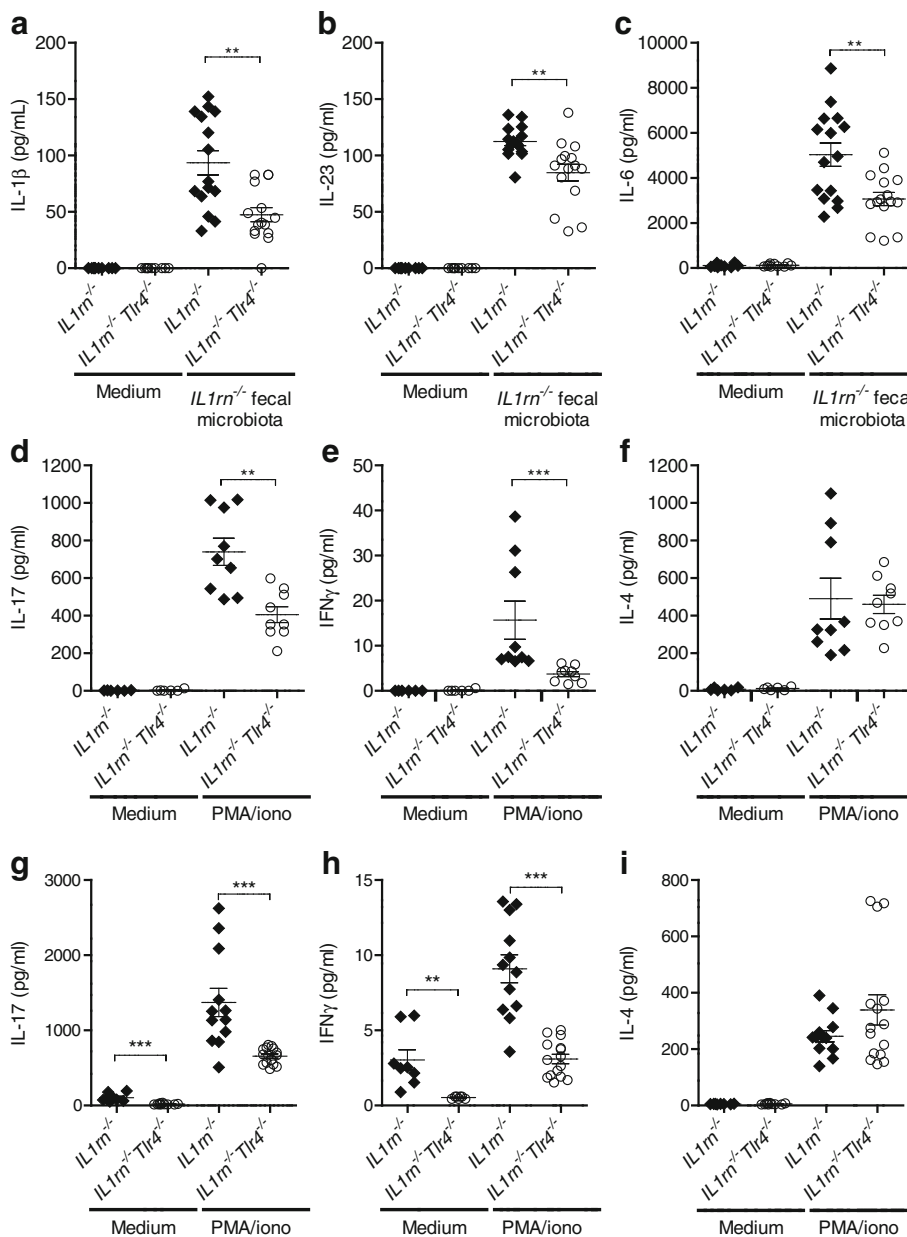 a
200
150
100
50
0
IL-1β (pg/mL)
**
IL1rn-/-
IL1rn-/- Tlr4-/-
IL1rn-/-
IL1rn-/- Tlr4-/-
Medium
IL1rn-/- fecal
microbiota
b
200
150
100
50
0
IL-23 (pg/ml)
**
IL1rn-/-
IL1rn-/- Tlr4-/-
IL1rn-/-
IL1rn-/- Tlr4-/-
Medium
IL1rn-/- fecal
microbiota
c
10000
8000
6000
4000
2000
0
IL-6 (pg/ml)
**
IL1rn-/-
IL1rn-/- Tlr4-/-
IL1rn-/-
IL1rn-/- Tlr4-/-
Medium
IL1rn-/- fecal
microbiota
d
1200
1000
800
600
400
200
0
IL-17 (pg/ml)
**
IL1rn-/-
IL1rn-/- Tlr4-/-
IL1rn-/-
IL1rn-/- Tlr4-/-
Medium
PMA/iono
e
50
40
30
20
10
0
IFNγ (pg/ml)
***
IL1rn-/-
IL1rn-/- Tlr4-/-
IL1rn-/-
IL1rn-/- Tlr4-/-
Medium
PMA/iono
f
1200
1000
800
600
400
200
0
IL-4 (pg/ml)
IL1rn-/-
IL1rn-/- Tlr4-/-
IL1rn-/-
IL1rn-/- Tlr4-/-
Medium
PMA/iono
g
3000
2000
1000
0
IL-17 (pg/ml)
***
***
IL1rn-/-
IL1rn-/- Tlr4-/-
IL1rn-/-
IL1rn-/- Tlr4-/-
Medium
PMA/iono
h
15
10
5
0
IFNγ (pg/ml)
**
***
IL1rn-/-
IL1rn-/- Tlr4-/-
IL1rn-/-
IL1rn-/- Tlr4-/-
Medium
PMA/iono
i
800
600
400
200
0
IL-4 (pg/ml)
IL1rn-/-
IL1rn-/- Tlr4-/-
IL1rn-/-
IL1rn-/- Tlr4-/-
Medium
PMA/iono